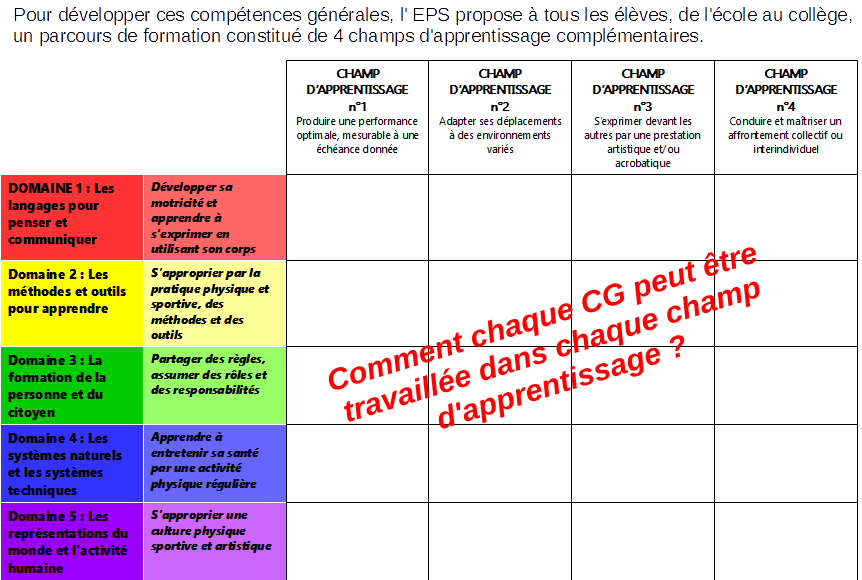 Pour développer ces compétences générales, l' EPS propose à tous les élèves, de l'école au collège,
un parcours de formation constitué de 4 champs d'apprentissage complémentaires.
CHAMP
D'APPRENTISSAGE
n°1
Produire une performance
optimale, mesurable à une
échéance donnée
CHAMP
D'APPRENTISSAGE
n°2
Adapter ses déplacements
à des environnements
variés
CHAMP
D'APPRENTISSAGE
n°3
S'exprimer devant les
autres par une prestation
artistique et/ou
acrobatique
CHAMP
D'APPRENTISSAGE
n°4
Conduire et maîtriser un
affrontement collectif ou
interindividuel
DOMAINE 1 : Les
langages pour
penser et
communiquer
Développer sa
motricité et
apprendre à
s'exprimer en
utilisant son corps
Domaine 2 : Les
méthodes et outils
pour apprendre
S'approprier par la
pratique physique et
sportive, des
méthodes et des
outils
Domaine 3 : La
formation de la
personne et du
citoyen
Partager des règles,
assumer des rôles et
des responsabilités
Domaine 4 : Les
systèmes naturels
et les systèmes
techniques
Apprendre à
entretenir sa santé
par une activité
physique régulière
Domaine 5 : Les
représentations du
monde et l'activité
humaine
S'approprier une
culture physique
sportive et artistique
Comment chaque CG peut être
travaillée dans chaque champ
d'apprentissage ?